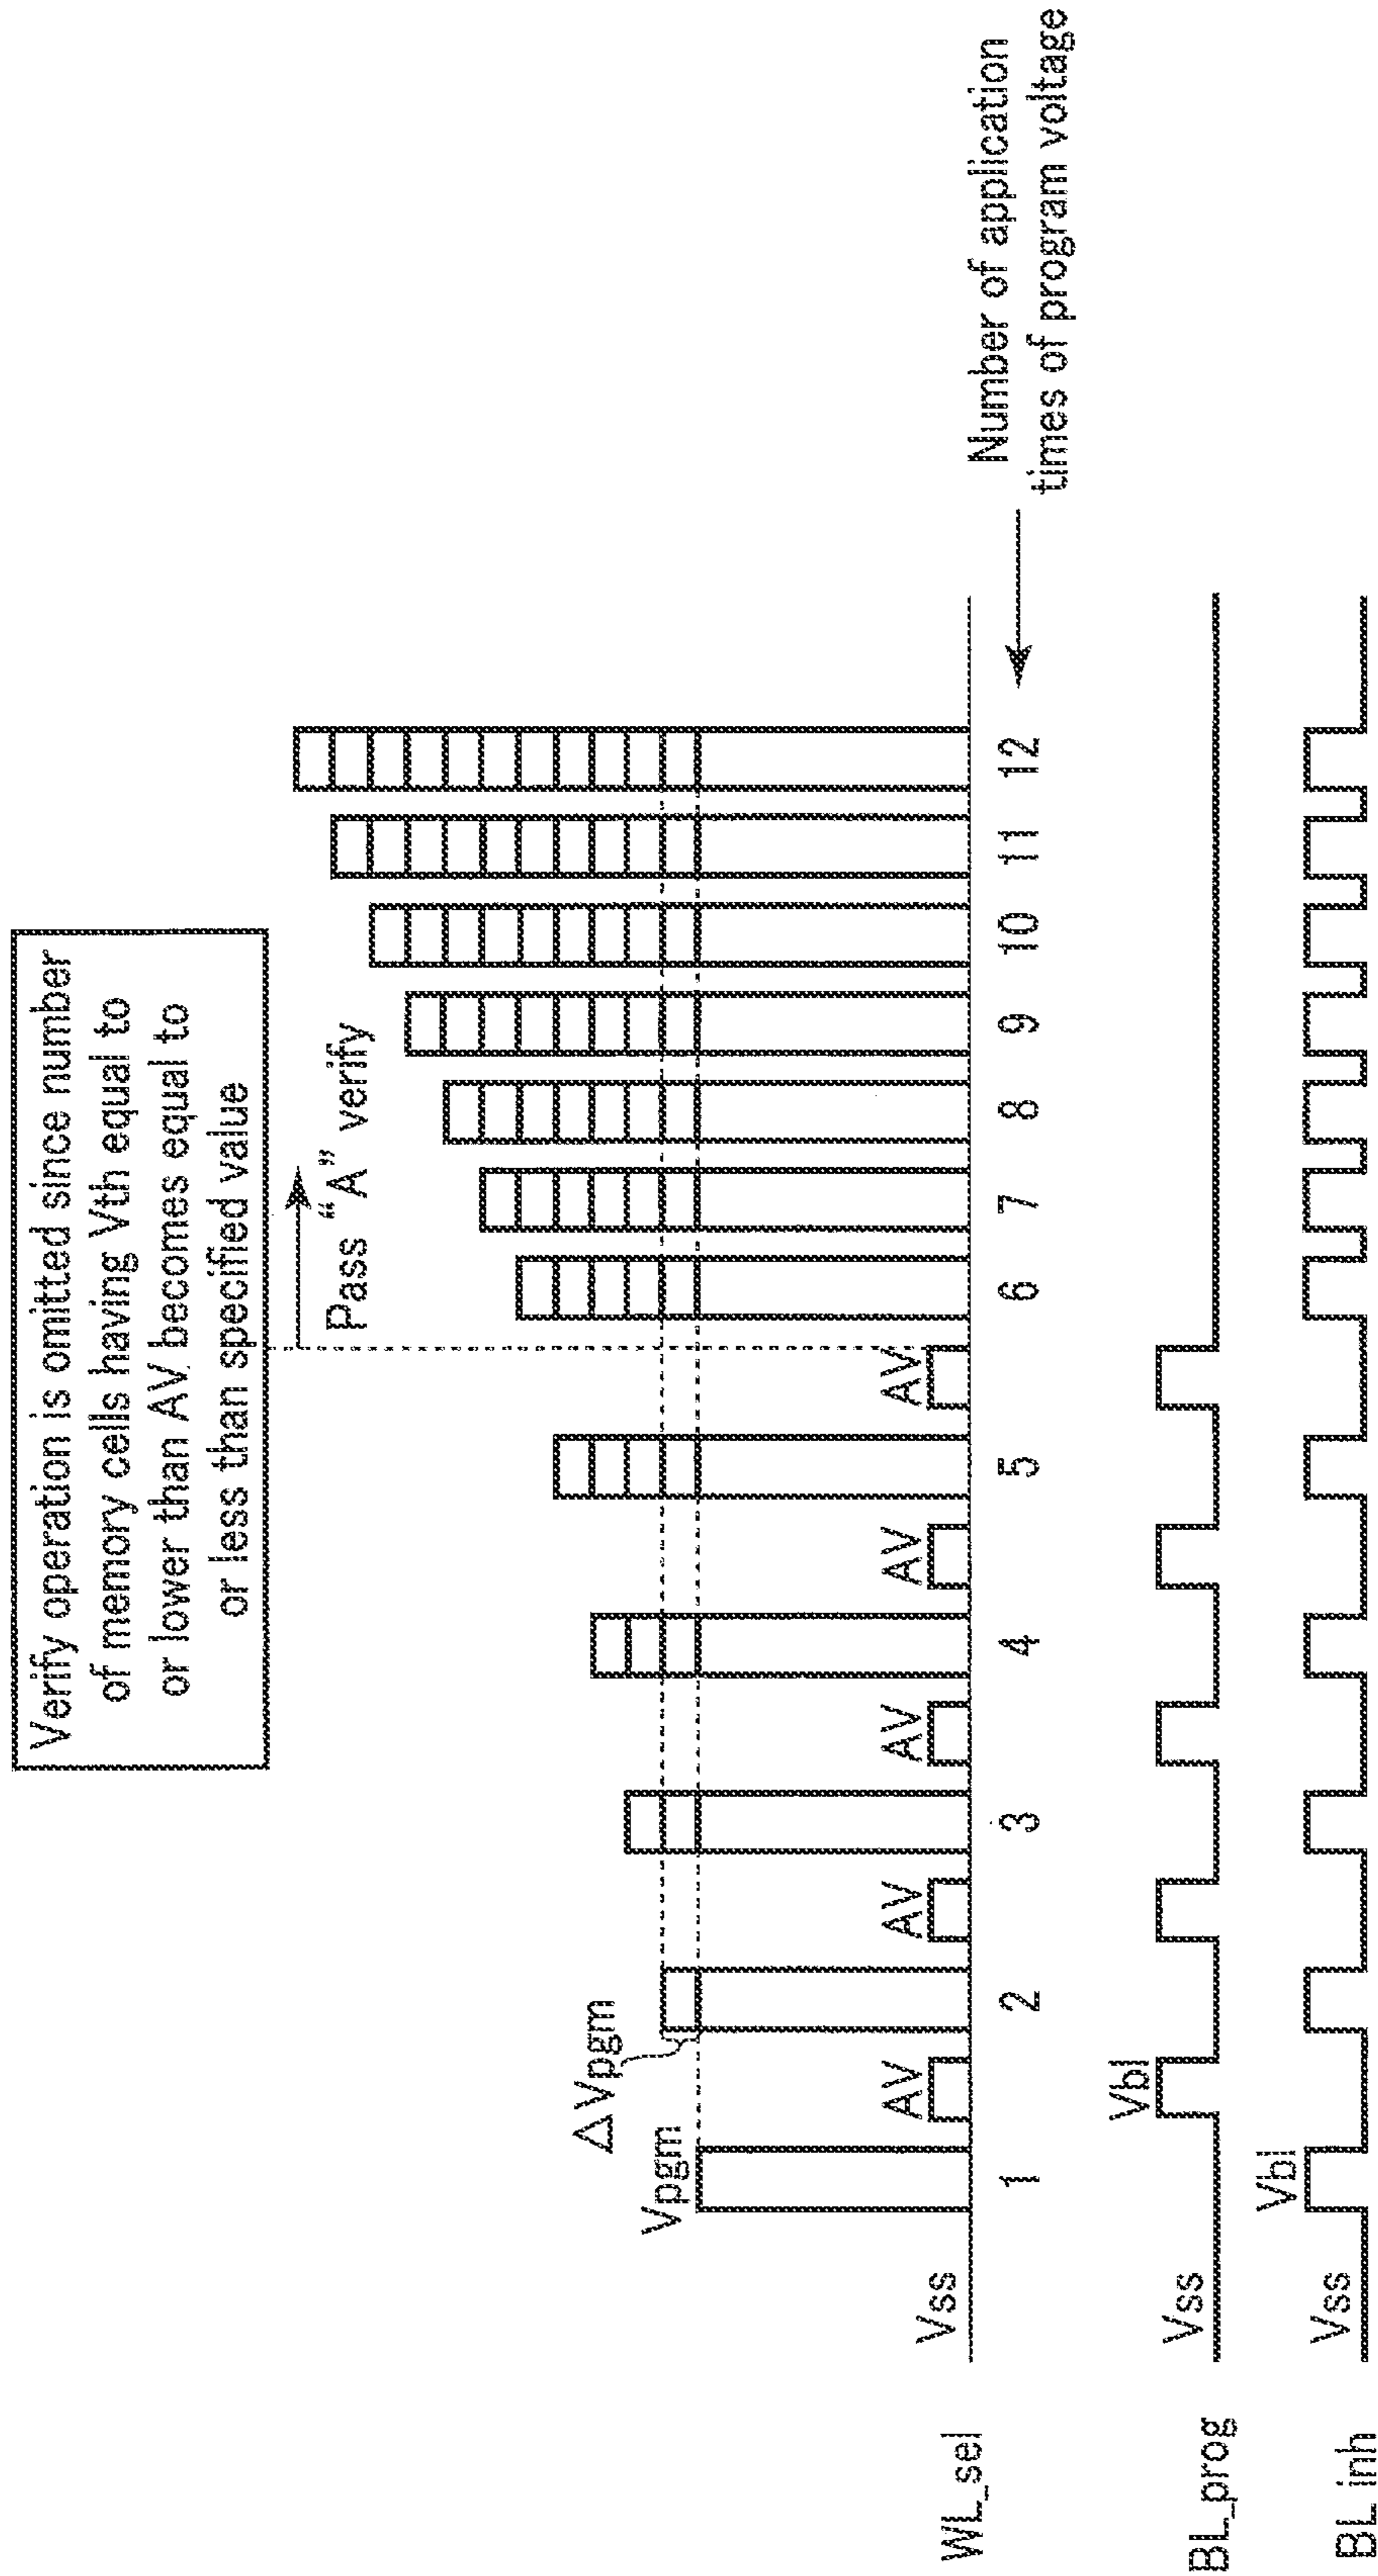 Verify operation is omitted since number
of memory cells having Vth equal to
or lower than AV becomes equal to
or less than specified value
Pass “A” verify
ΔVpgm
Vpgm
AV
AV
AV
AV
AV
WL_sel
Vss
1
2
3
4
5
6
7
8
9
10
11
12
Number of application
times of program voltage
Vbl
BL_prog
Vss
Vbl
BL inh
Vss